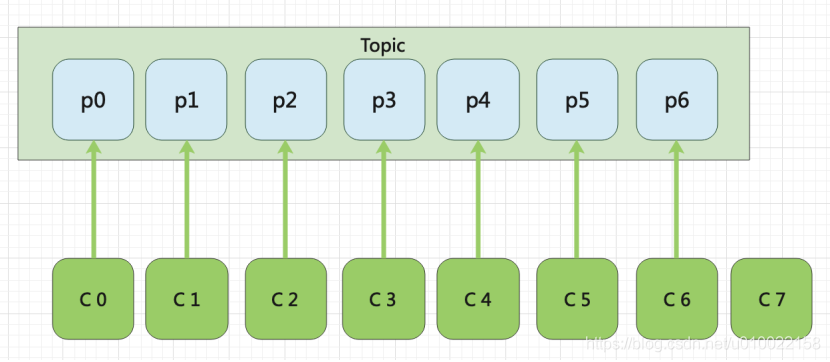 Topic
p0 p1 p2 p3 p4 p5 p6
C 0 C 1 C 2 C 3 C 4 C 5 C 6 C 7
https://blog.csdn.net/u010022158